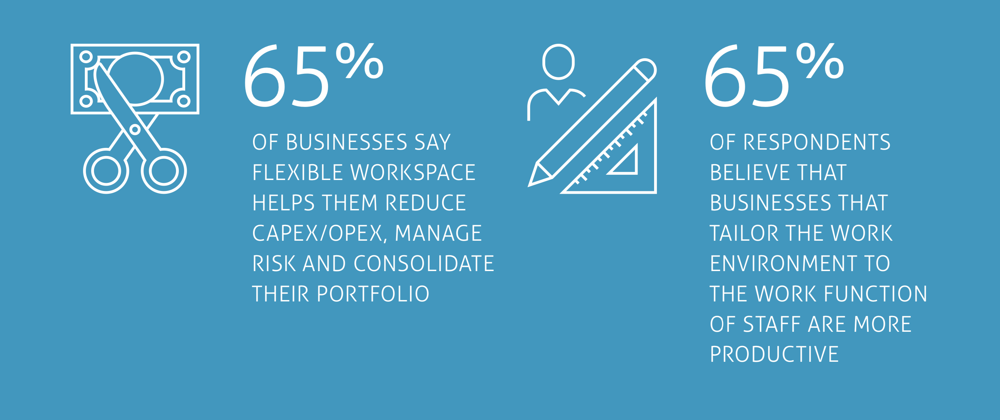 65%
OF BUSINESSES SAY
FLEXIBLE WORKSPACE
HELPS THEM REDUCE
CAPEX/OPEX, MANAGE
RISK AND CONSOLIDATE
THEIR PORTFOLIO
65%
OF RESPONDENTS
BELIEVE THAT
BUSINESSES THAT
TAILOR THE WORK
ENVIRONMENT TO
THE WORK FUNCTION
OF STAFF ARE MORE
PRODUCTIVE